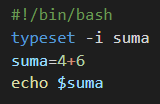 #!/bin/bash
typeset -i suma
suma=4+6
echo $suma